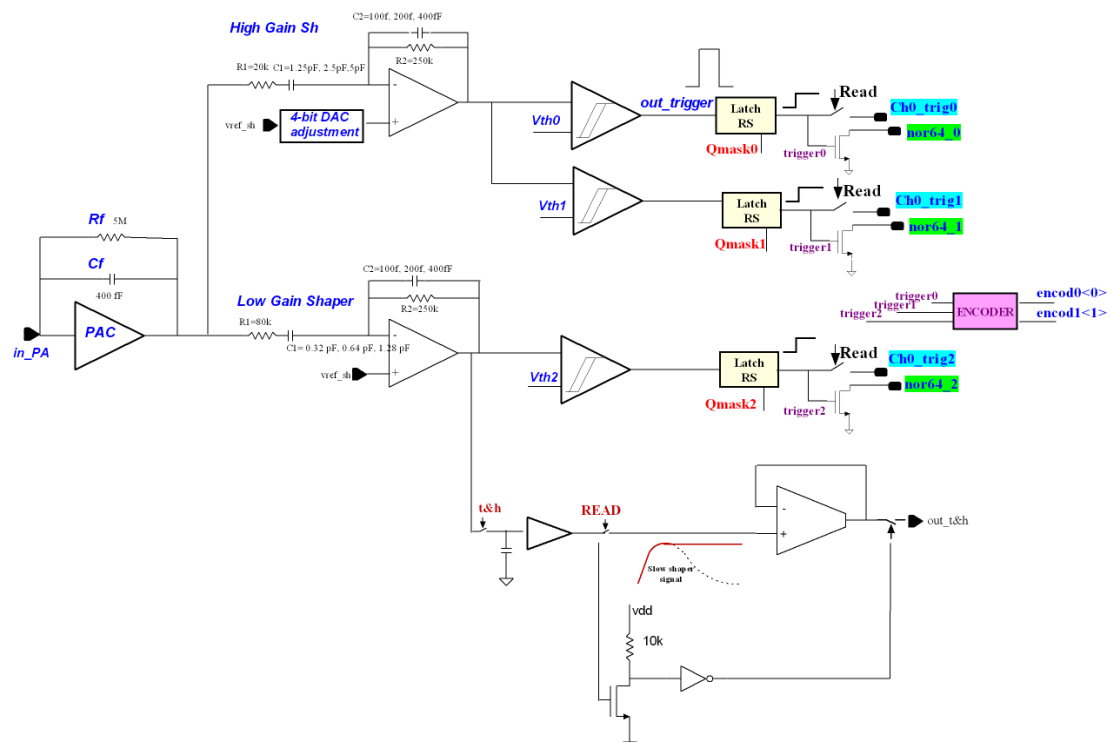 High Gain Sh
C2=100f, 200f, 400fF
R2=250k
R1=20k
C1=1.25pF, 2.5pF,5pF
-
+
vref_sh
4-bit DAC
adjustment
Vth0
out_trigger
Latch
RS
Qmask0
Read
trigger0
Ch0_trig0
nor64_0
Vth1
Latch
RS
Qmask1
Read
trigger1
Ch0_trig1
nor64_1
Rf
5M
Cf
400 fF
PAC
in_PA
Low Gain Shaper
C2=100f, 200f, 400fF
R2=250k
R1=80k
C1= 0.32 pF, 0.64 pF, 1.28 pF
-
+
vref_sh
Vth2
Latch
RS
Qmask2
Read
trigger2
Ch0_trig2
nor64_2
trigger0
trigger1
trigger2
ENCODER
encod0<0>
encod1<1>
t&h
READ
-
+
out_t&h
Slow shaper
signal
vdd
10k